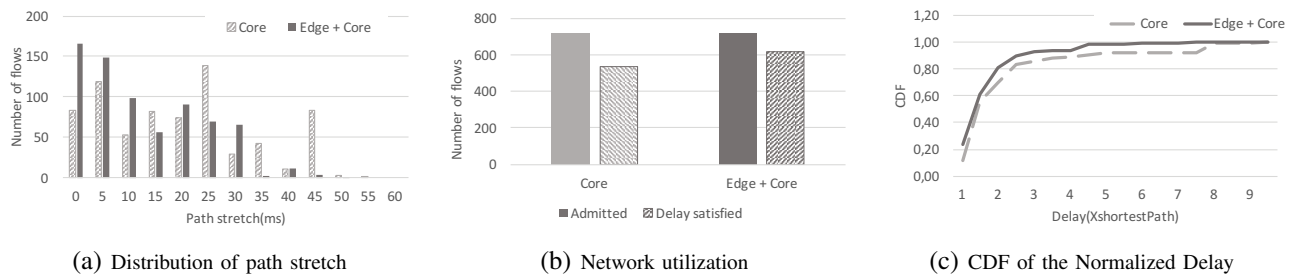 Core Edge + Core
200
150
100
50
0
Number of flows
0 5 10 15 20 25 30 35 40 45 50 55 60
Path stretch(ms)
(a) Distribution of path stretch
800
600
400
200
0
Number of flows
Core Edge + Core
Admitted Delay satisfied
(b) Network utilization
1,20
1,00
0,80
0,60
0,40
0,20
0,00
CDF
Core Edge + Core
1 2 3 4 5 6 7 8 9
Delay(XshortestPath)
(c) CDF of the Normalized Delay